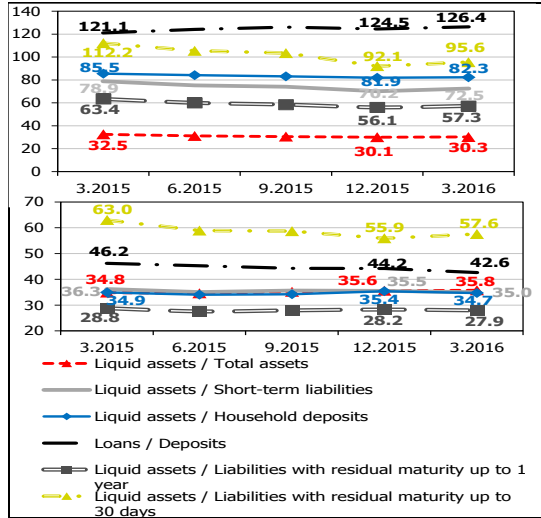 140
120
100
80
60
40
20
0
121.1 124.5 126.4
112.2 92.1 95.6
85.5 81.9 82.3
78.9 70.2 72.5
63.4 56.1 57.3
32.5 30.1 30.3
3.2015 6.2015 9.2015 12.2015 3.2016
70
60
50
40
30
20
63.0 55.9 57.6
46.2 44.2 42.6
34.8 35.6 35.8
36.3 35.5 35.0
34.9 35.4 34.7
28.8 28.2 27.9
3.2015 6.2015 9.2015 12.2015 3.2016
Liquid assets / Total assets
Liquid assets / Short-term liabilities
Liquid assets / Household deposits
Loans / Deposits
Liquid assets / Liabilities with residual maturity up to 1
year
Liquid assets / Liabilities with residual maturity up to
30 days